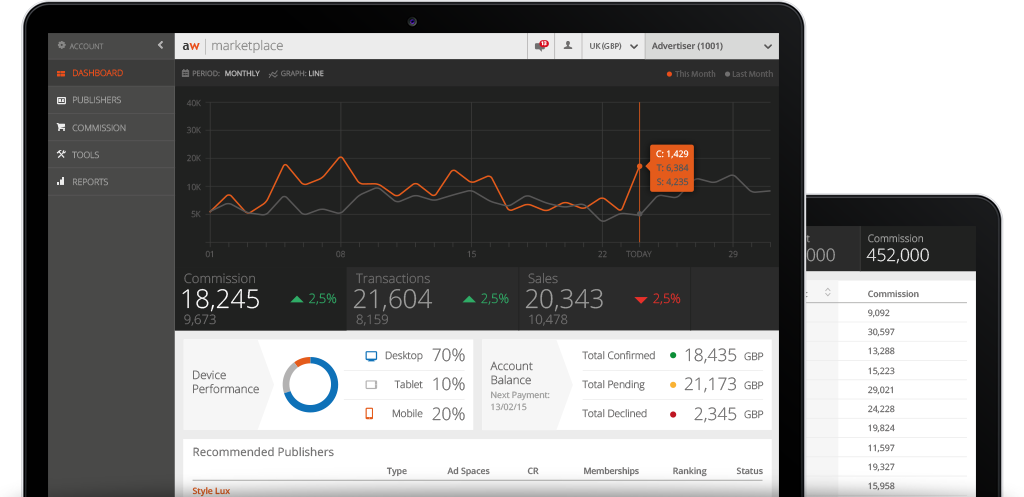 ACCOUNT
aw marketplace
13
UK (GBP)
Advertiser (1001)
DASHBOARD
PERIOD: MONTHLY
GRAPH: LINE
This Month
Last Month
PUBLISHERS
COMMISSION
TOOLS
REPORTS
40K
30K
20K
10K
5K
C: 1,429
T: 6,384
S: 4,235
01
08
15
22
TODAY
29
Commission
18,245
2,5%
9,673
Transactions
21,604
2,5%
8,159
Sales
20,343
2,5%
10,478
Device
Performance
Desktop 70%
Tablet 10%
Mobile 20%
Account
Balance
Next Payment:
13/02/15
Total Confirmed 18,435 GBP
Total Pending 21,173 GBP
Total Declined 2,345 GBP
Recommended Publishers
Type Ad Spaces CR Memberships Ranking Status
Style Lux
000
Commission
452,000
Commission
9,092
30,597
13,288
15,223
29,021
24,228
19,824
11,597
19,327
15,958